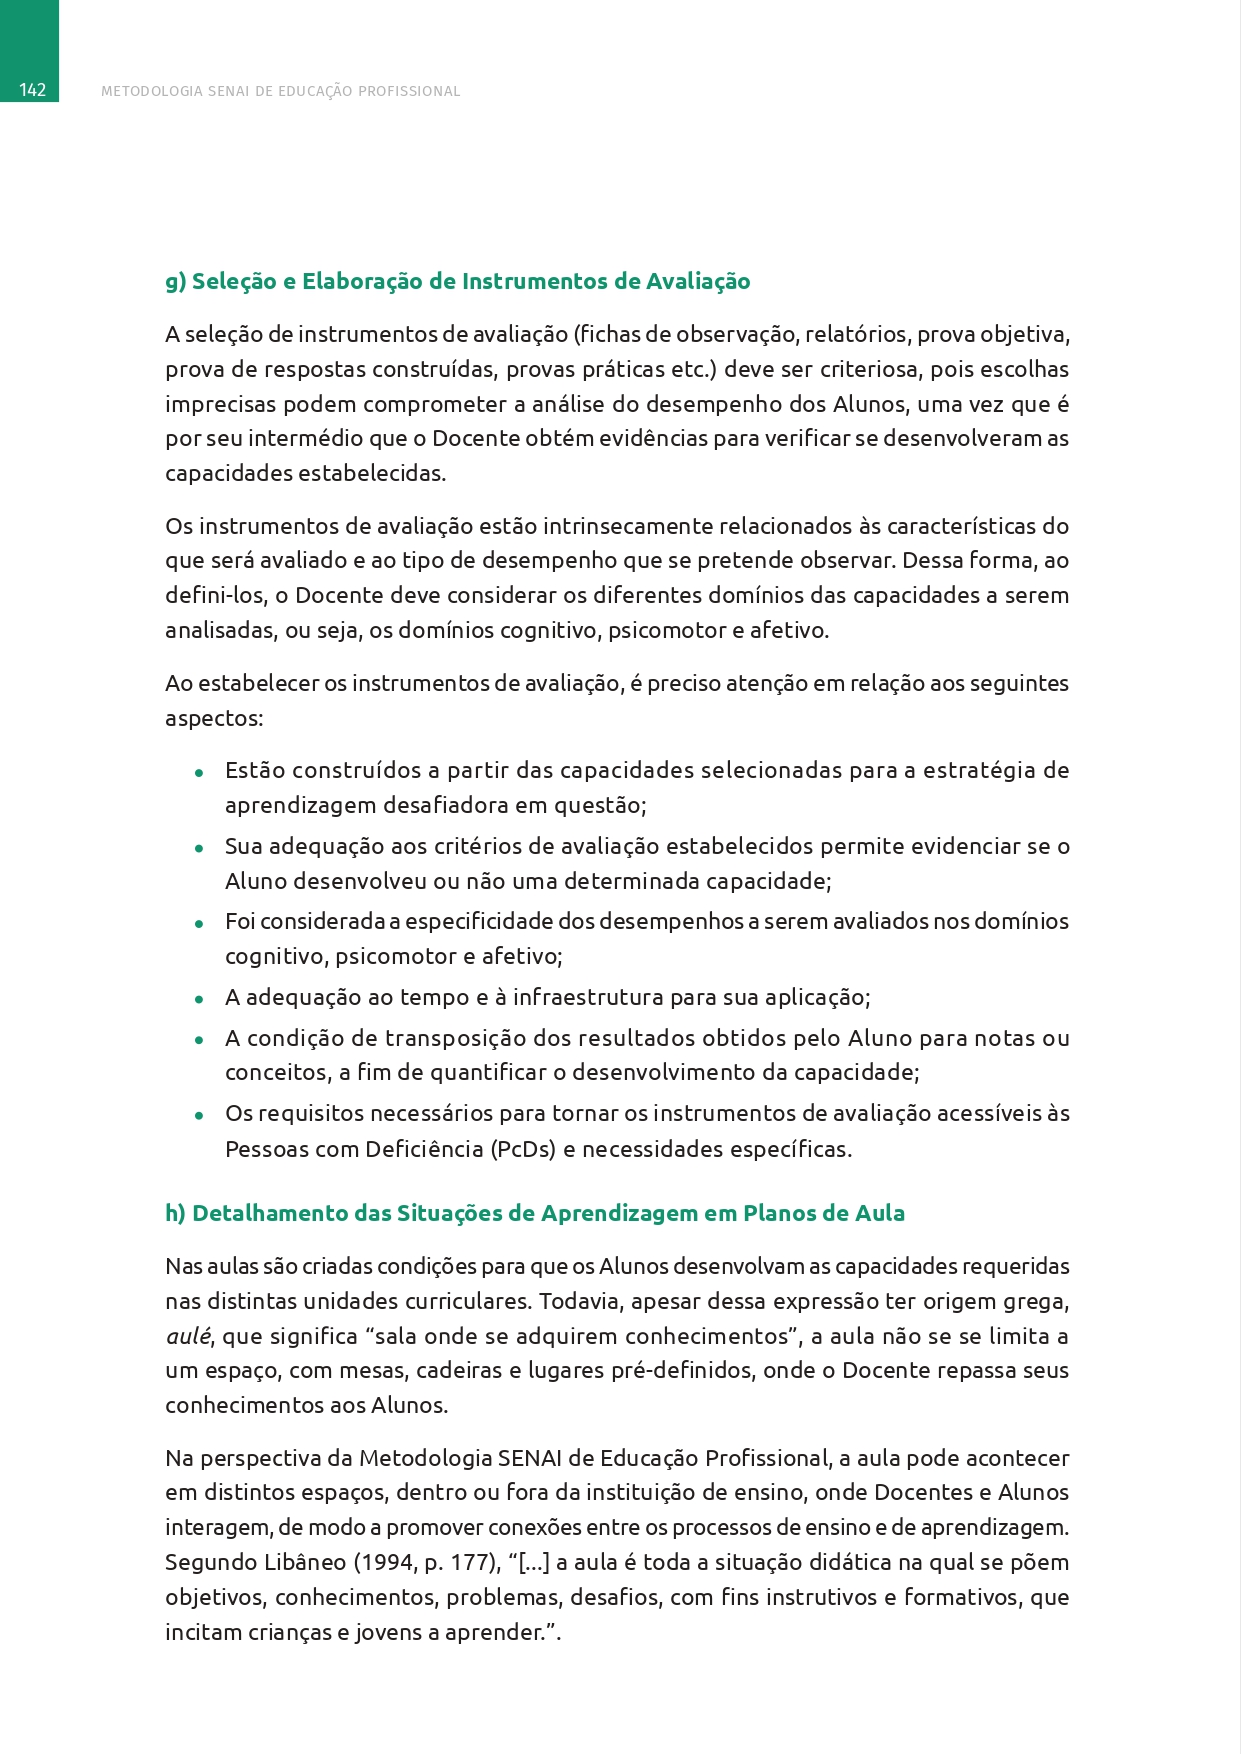 142
METODOLOGIA SENAI DE EDUCAÇÃO PROFISSIONAL
g) Seleção e Elaboração de Instrumentos de Avaliação
A seleção de instrumentos de avaliação (fichas de observação, relatórios, prova objetiva,
prova de respostas construídas, provas práticas etc.) deve ser criteriosa, pois escolhas
imprecisas podem comprometer a análise do desempenho dos Alunos, uma vez que é
por seu intermédio que o Docente obtém evidências para verificar se desenvolveram as
capacidades estabelecidas.
Os instrumentos de avaliação estão intrinsecamente relacionados às características do
que será avaliado e ao tipo de desempenho que se pretende observar. Dessa forma, ao
defini-los, o Docente deve considerar os diferentes domínios das capacidades a serem
analisadas, ou seja, os domínios cognitivo, psicomotor e afetivo.
Ao estabelecer os instrumentos de avaliação, é preciso atenção em relação aos seguintes
aspectos:
• Estão construídos a partir das capacidades selecionadas para a estratégia de
aprendizagem desafiadora em questão;
• Sua adequação aos critérios de avaliação estabelecidos permite evidenciar se o
Aluno desenvolveu ou não uma determinada capacidade;
• Foi considerada a especificidade dos desempenhos a serem avaliados nos domínios
cognitivo, psicomotor e afetivo;
• A adequação ao tempo e à infraestrutura para sua aplicação;
• A condição de transposição dos resultados obtidos pelo Aluno para notas ou
conceitos, a fim de quantificar o desenvolvimento da capacidade;
• Os requisitos necessários para tornar os instrumentos de avaliação acessíveis às
Pessoas com Deficiência (PcDs) e necessidades específicas.
h) Detalhamento das Situações de Aprendizagem em Planos de Aula
Nas aulas são criadas condições para que os Alunos desenvolvam as capacidades requeridas
nas distintas unidades curriculares. Todavia, apesar dessa expressão ter origem grega,
aulé, que significa “sala onde se adquirem conhecimentos”, a aula não se se limita a
um espaço, com mesas, cadeiras e lugares pré-definidos, onde o Docente repassa seus
conhecimentos aos Alunos.
Na perspectiva da Metodologia SENAI de Educação Profissional, a aula pode acontecer
em distintos espaços, dentro ou fora da instituição de ensino, onde Docentes e Alunos
interagem, de modo a promover conexões entre os processos de ensino e de aprendizagem.
Segundo Libâneo (1994, p. 177), “[...] a aula é toda a situação didática na qual se põem
objetivos, conhecimentos, problemas, desafios, com fins instrutivos e formativos, que
incitam crianças e jovens a aprender.”.